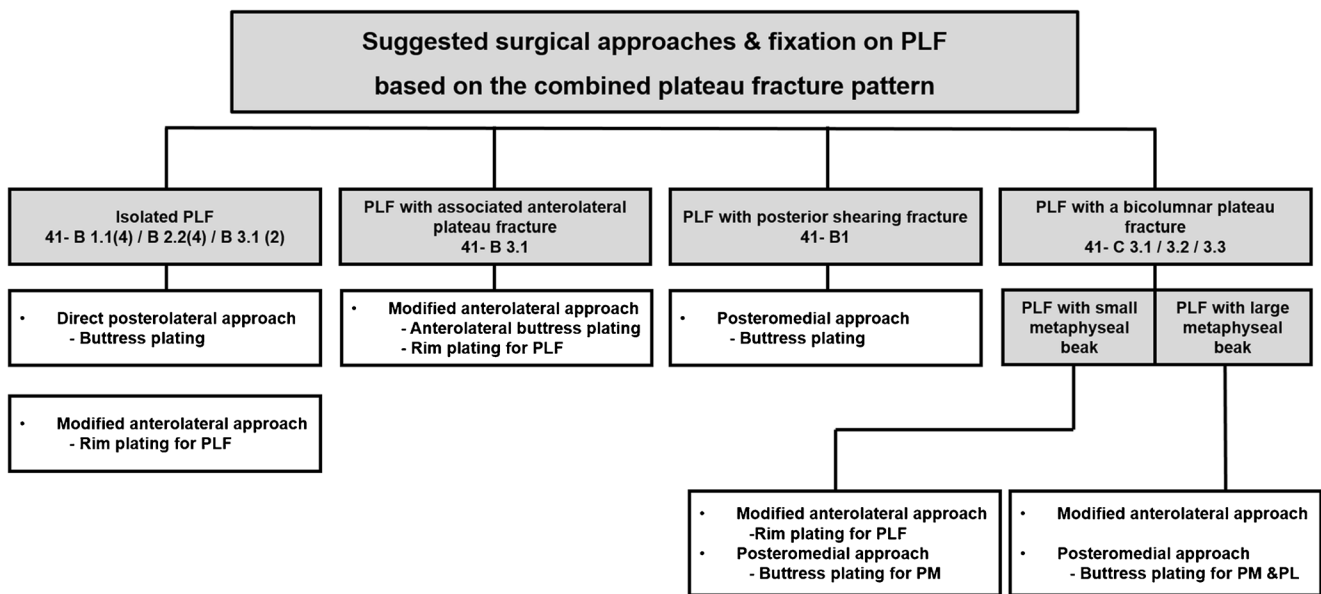 Suggested surgical approaches & fixation on PLF
based on the combined plateau fracture pattern
Isolated PLF
41- B 1.1(4) / B 2.2(4) / B 3.1 (2)
PLF with associated anterolateral
plateau fracture
41- B 3.1
PLF with posterior shearing fracture
41- B1
PLF with a bicolumnar plateau
fracture
41- C 3.1 / 3.2 / 3.3
• Direct posterolateral approach
- Buttress plating
• Modified anterolateral approach
- Anterolateral buttress plating
- Rim plating for PLF
• Posteromedial approach
- Buttress plating
PLF with small
metaphyseal
beak
PLF with large
metaphyseal
beak
• Modified anterolateral approach
- Rim plating for PLF
• Modified anterolateral approach
-Rim plating for PLF
• Posteromedial approach
- Buttress plating for PM
• Modified anterolateral approach
• Posteromedial approach
- Buttress plating for PM &PL